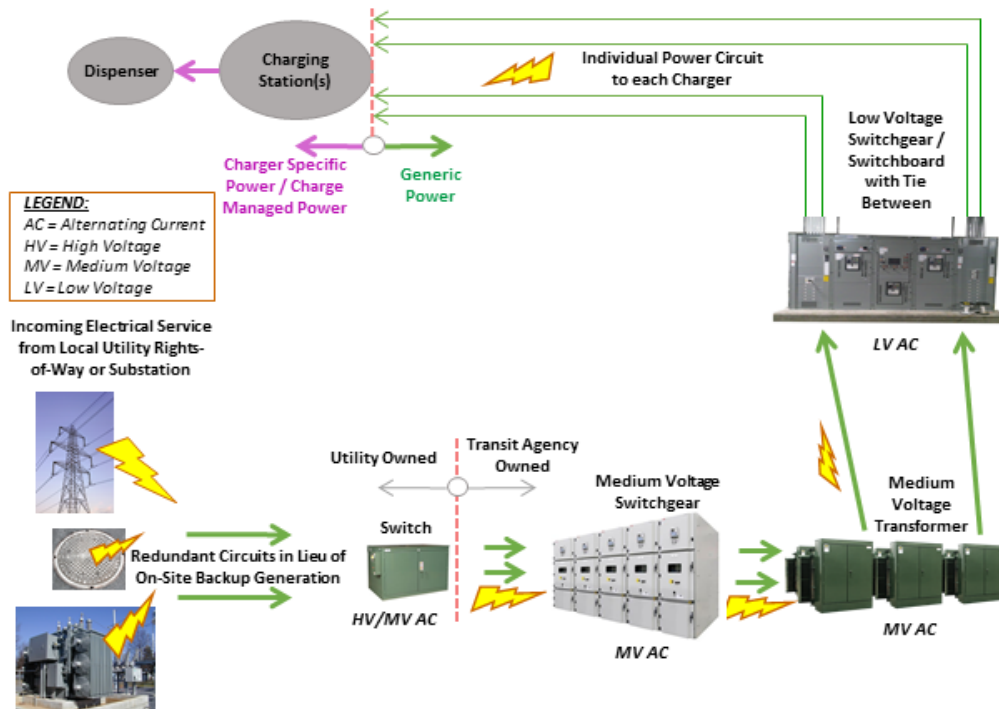 Dispenser
Charging
Station(s)
Individual Power Circuit
to each Charger
Low Voltage
Switchgear /
Switchboard
with Tie
Between
Charger Specific
Power / Charge
Managed Power
Generic
Power
LEGEND:
AC = Alternating Current
HV = High Voltage
MV = Medium Voltage
LV = Low Voltage
LV AC
Incoming Electrical Service
from Local Utility Rights-
of-Way or Substation
Utility Owned
Transit Agency
Owned
Medium Voltage
Switchgear
Medium
Voltage
Transformer
Switch
Redundant Circuits in Lieu of
On-Site Backup Generation
HV/MV AC
MV AC
MV AC